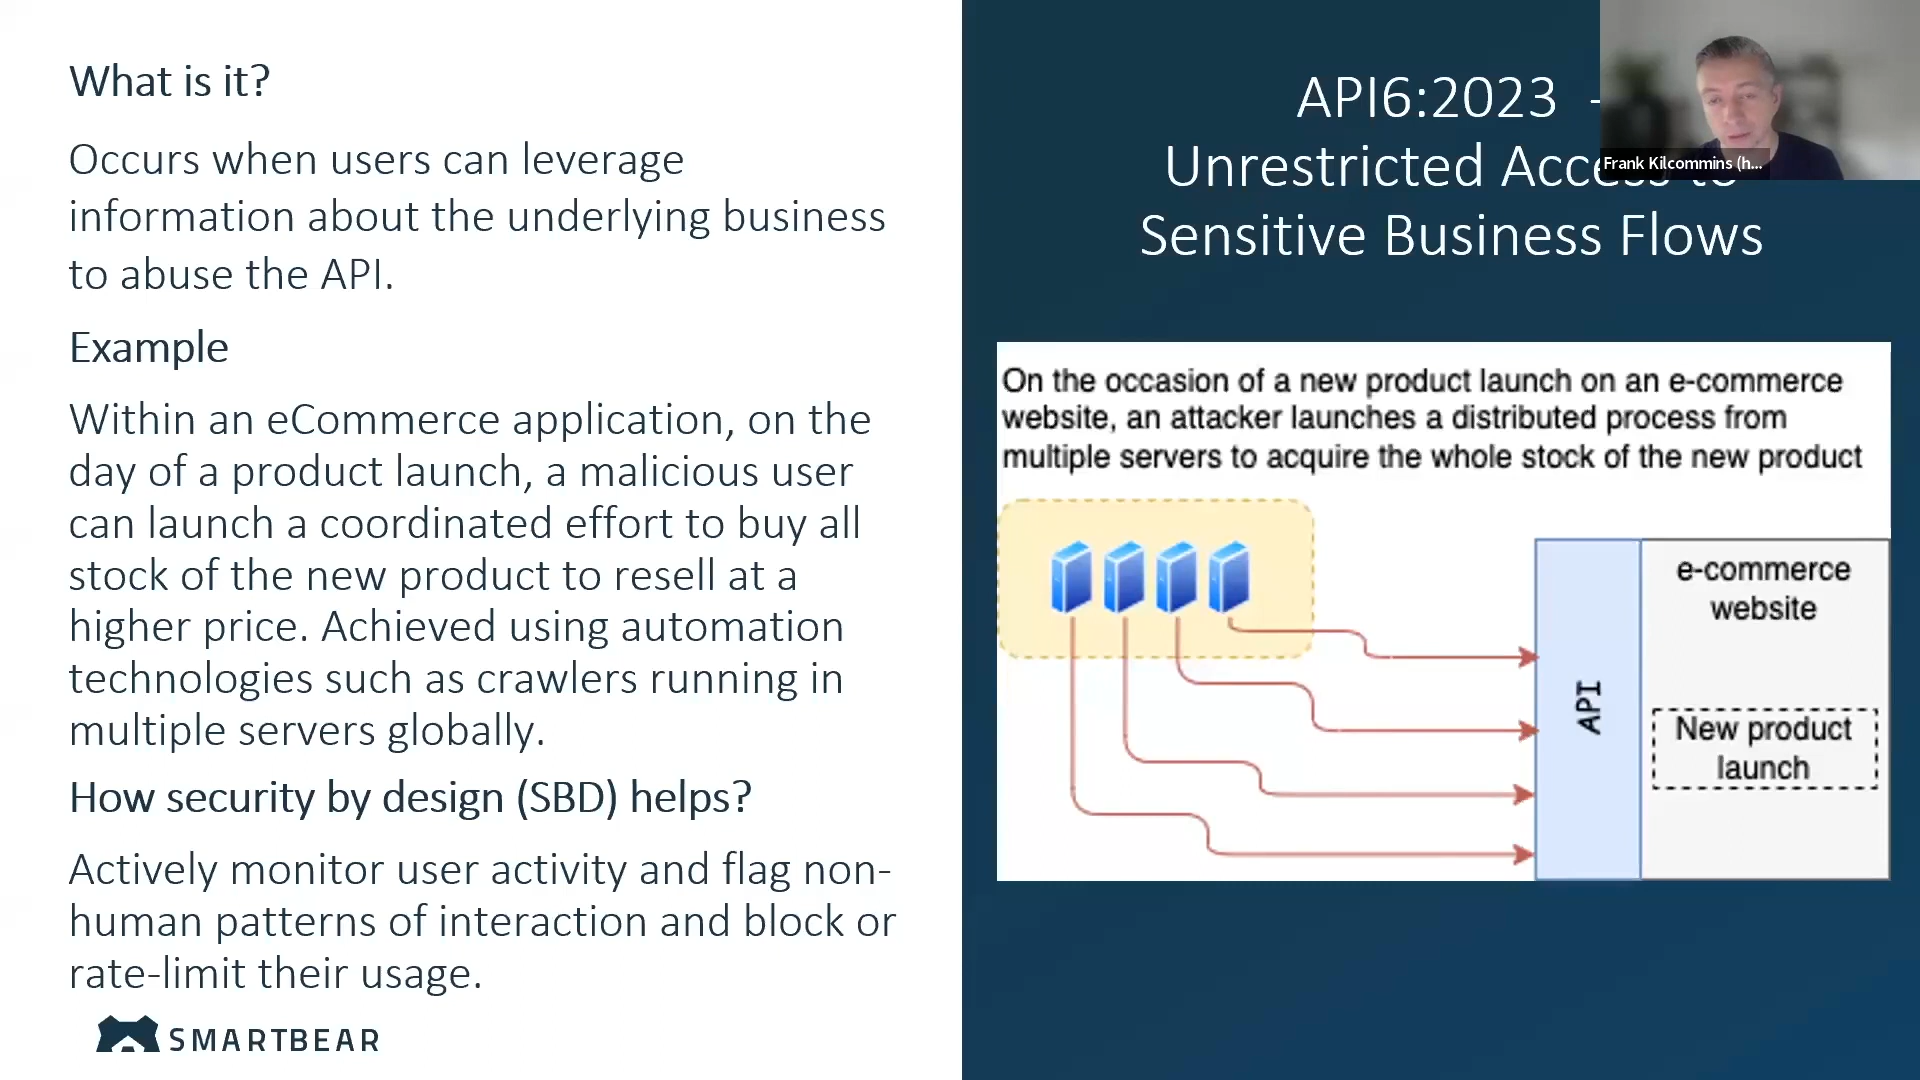 What is it?
Occurs when users can leverage
information about the underlying business
to abuse the API.
Example
Within an eCommerce application, on the
day of a product launch, a malicious user
can launch a coordinated effort to buy all
stock of the new product to resell at a
higher price. Achieved using automation
technologies such as crawlers running in
multiple servers globally.
How security by design (SBD) helps?
Actively monitor user activity and flag non-
human patterns of interaction and block or
rate-limit their usage.
SMARTBEAR
API6:2023 -
Unrestricted Access to
Sensitive Business Flows
Frank Kilcommins (h...
On the occasion of a new product launch on an e-commerce
website, an attacker launches a distributed process from
multiple servers to acquire the whole stock of the new product
API
e-commerce
website
New product
launch